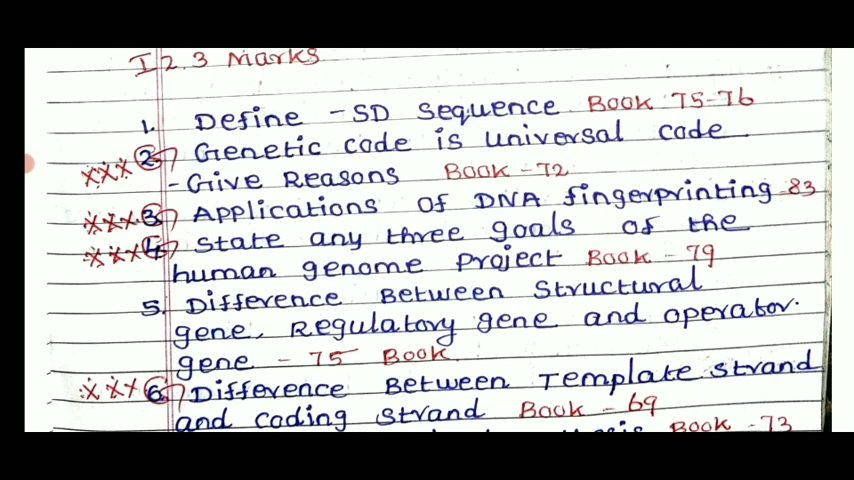 I 2.3 Marks
1. Define - SD Sequence Book 75-76
xxx 2 Genetic code is universal code
- Give Reasons Book - 72
xxx 3 Applications of DNA fingerprinting - 83
xxx 4 State any three goals of the
human genome project Book - 79
5. Difference Between Structural
gene, Regulatory gene and operator.
gene - 75 Book
xxx 6 Difference Between Template strand
and coding strand Book - 69
Book - 73